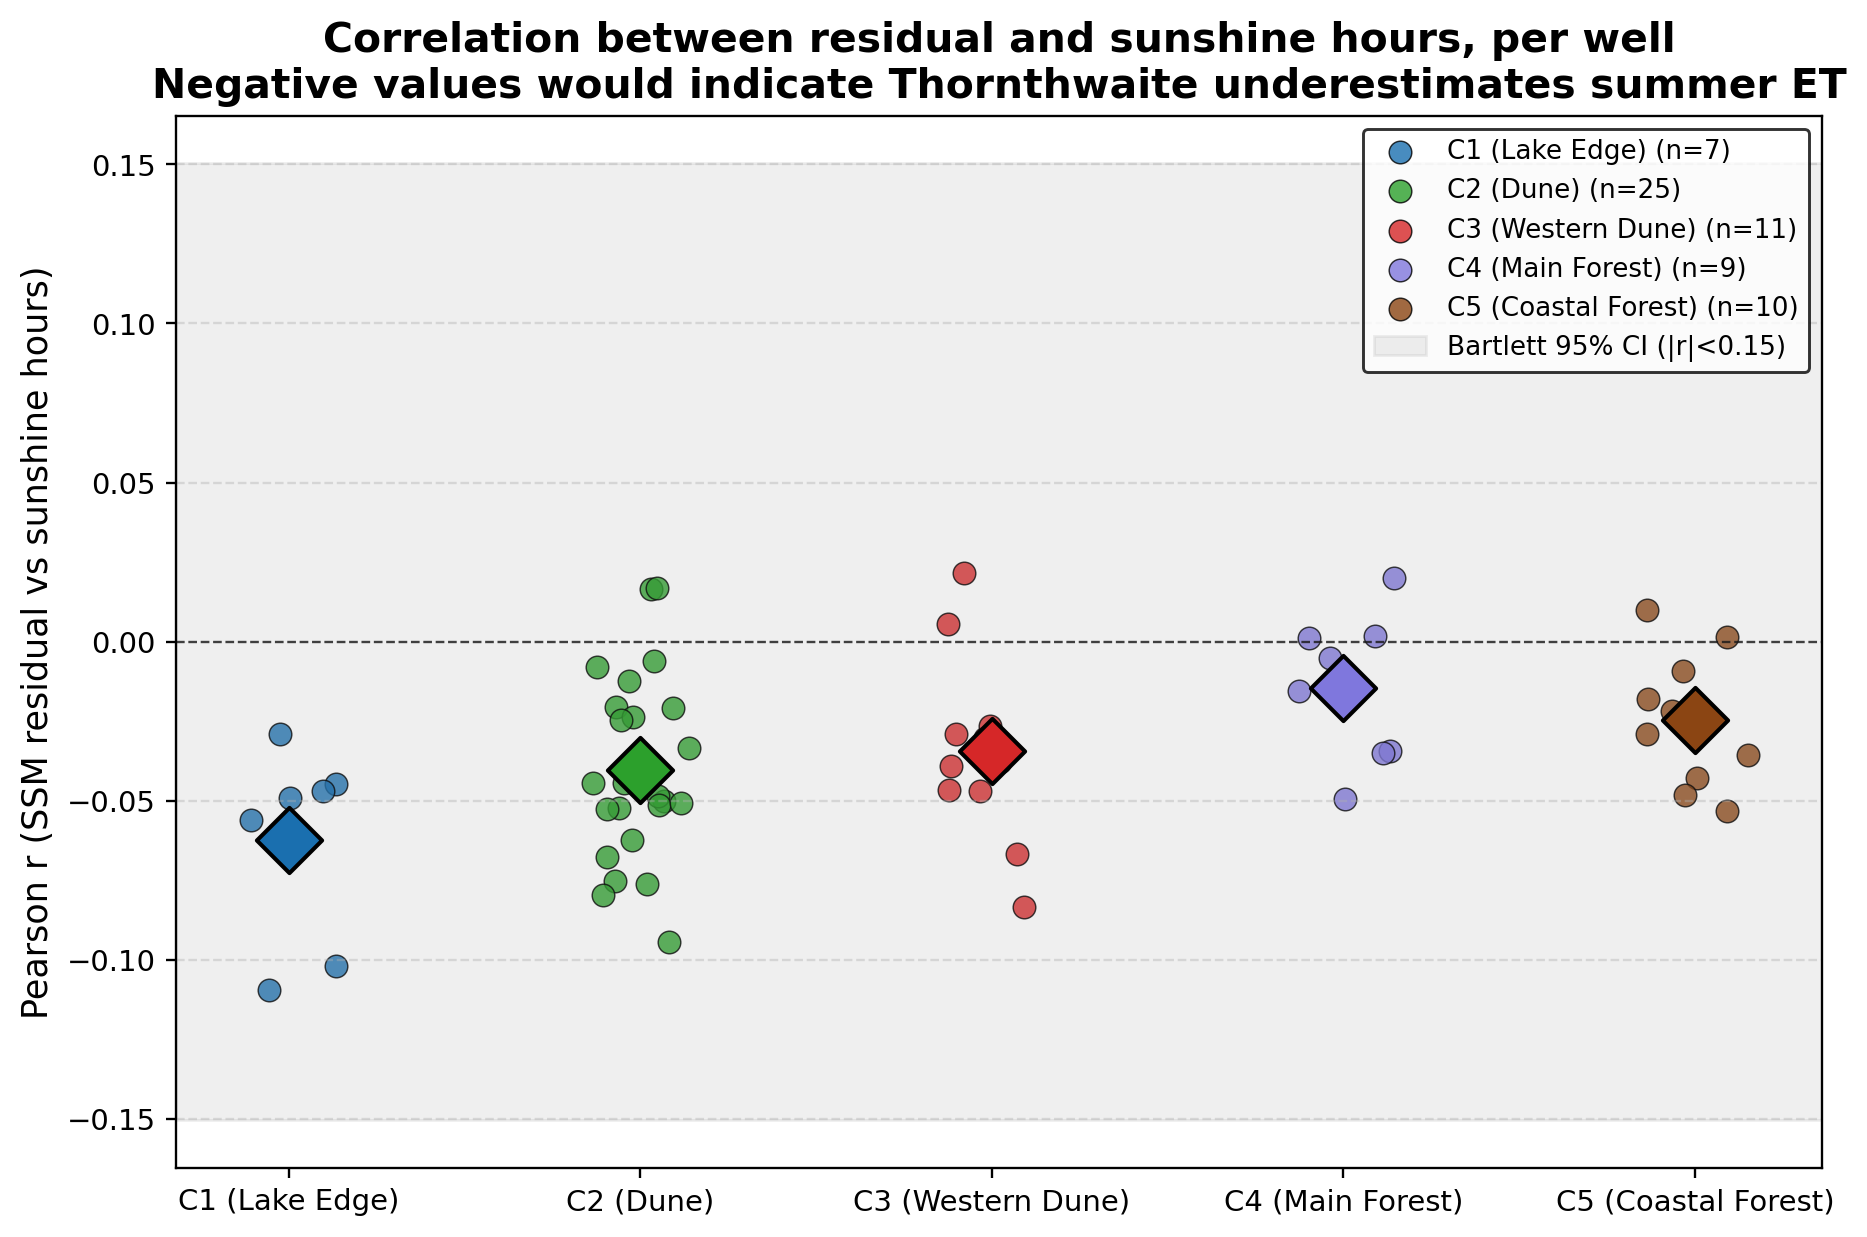 Correlation between residual and sunshine hours, per well
Negative values would indicate Thornthwaite underestimates summer ET
Pearson r (SSM residual vs sunshine hours)
0.15
0.10
0.05
0.00
−0.05
−0.10
−0.15
C1 (Lake Edge) (n=7)
C2 (Dune) (n=25)
C3 (Western Dune) (n=11)
C4 (Main Forest) (n=9)
C5 (Coastal Forest) (n=10)
Bartlett 95% CI (|r|<0.15)
C1 (Lake Edge)
C2 (Dune)
C3 (Western Dune)
C4 (Main Forest)
C5 (Coastal Forest)